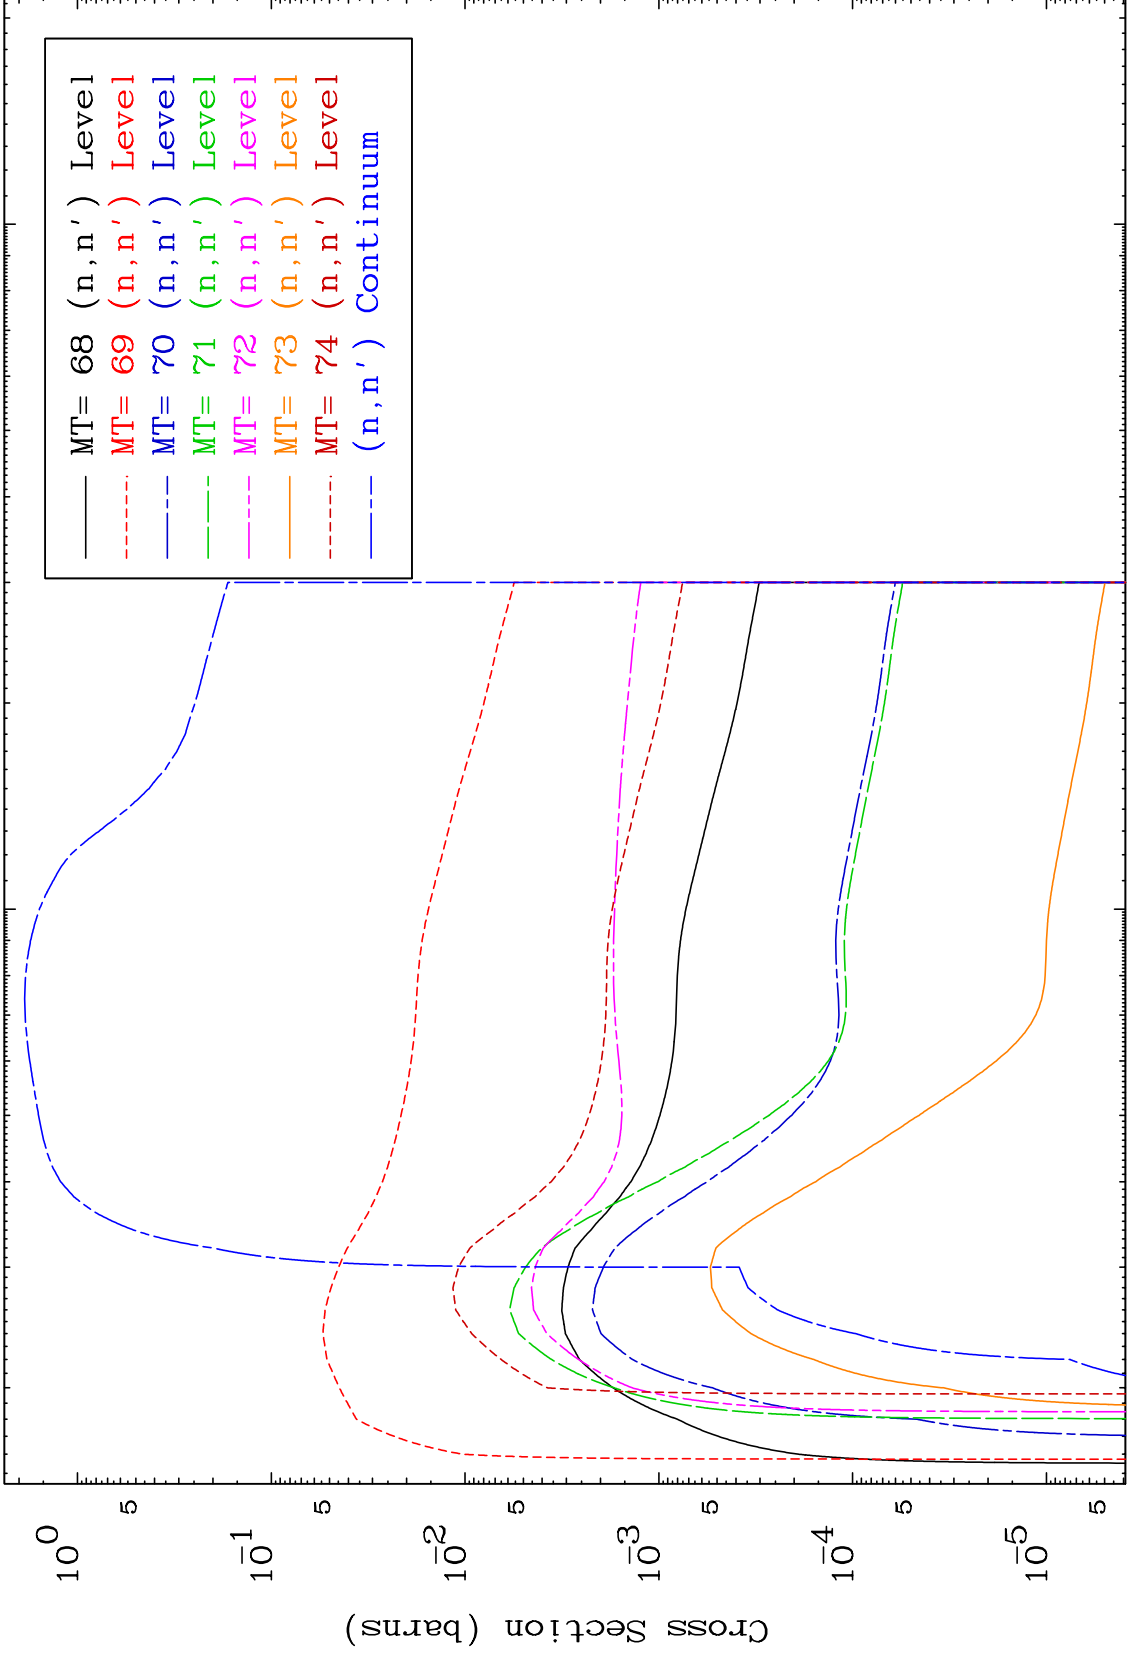 MT= 68 (n,n') Level
MT= 69 (n,n') Level
MT= 70 (n,n') Level
MT= 71 (n,n') Level
MT= 72 (n,n') Level
MT= 73 (n,n') Level
MT= 74 (n,n') Level
(n,n') Continuum
10^0
5
10^-1
5
10^-2
5
10^-3
5
10^-4
5
10^-5
5
Cross Section (barns)